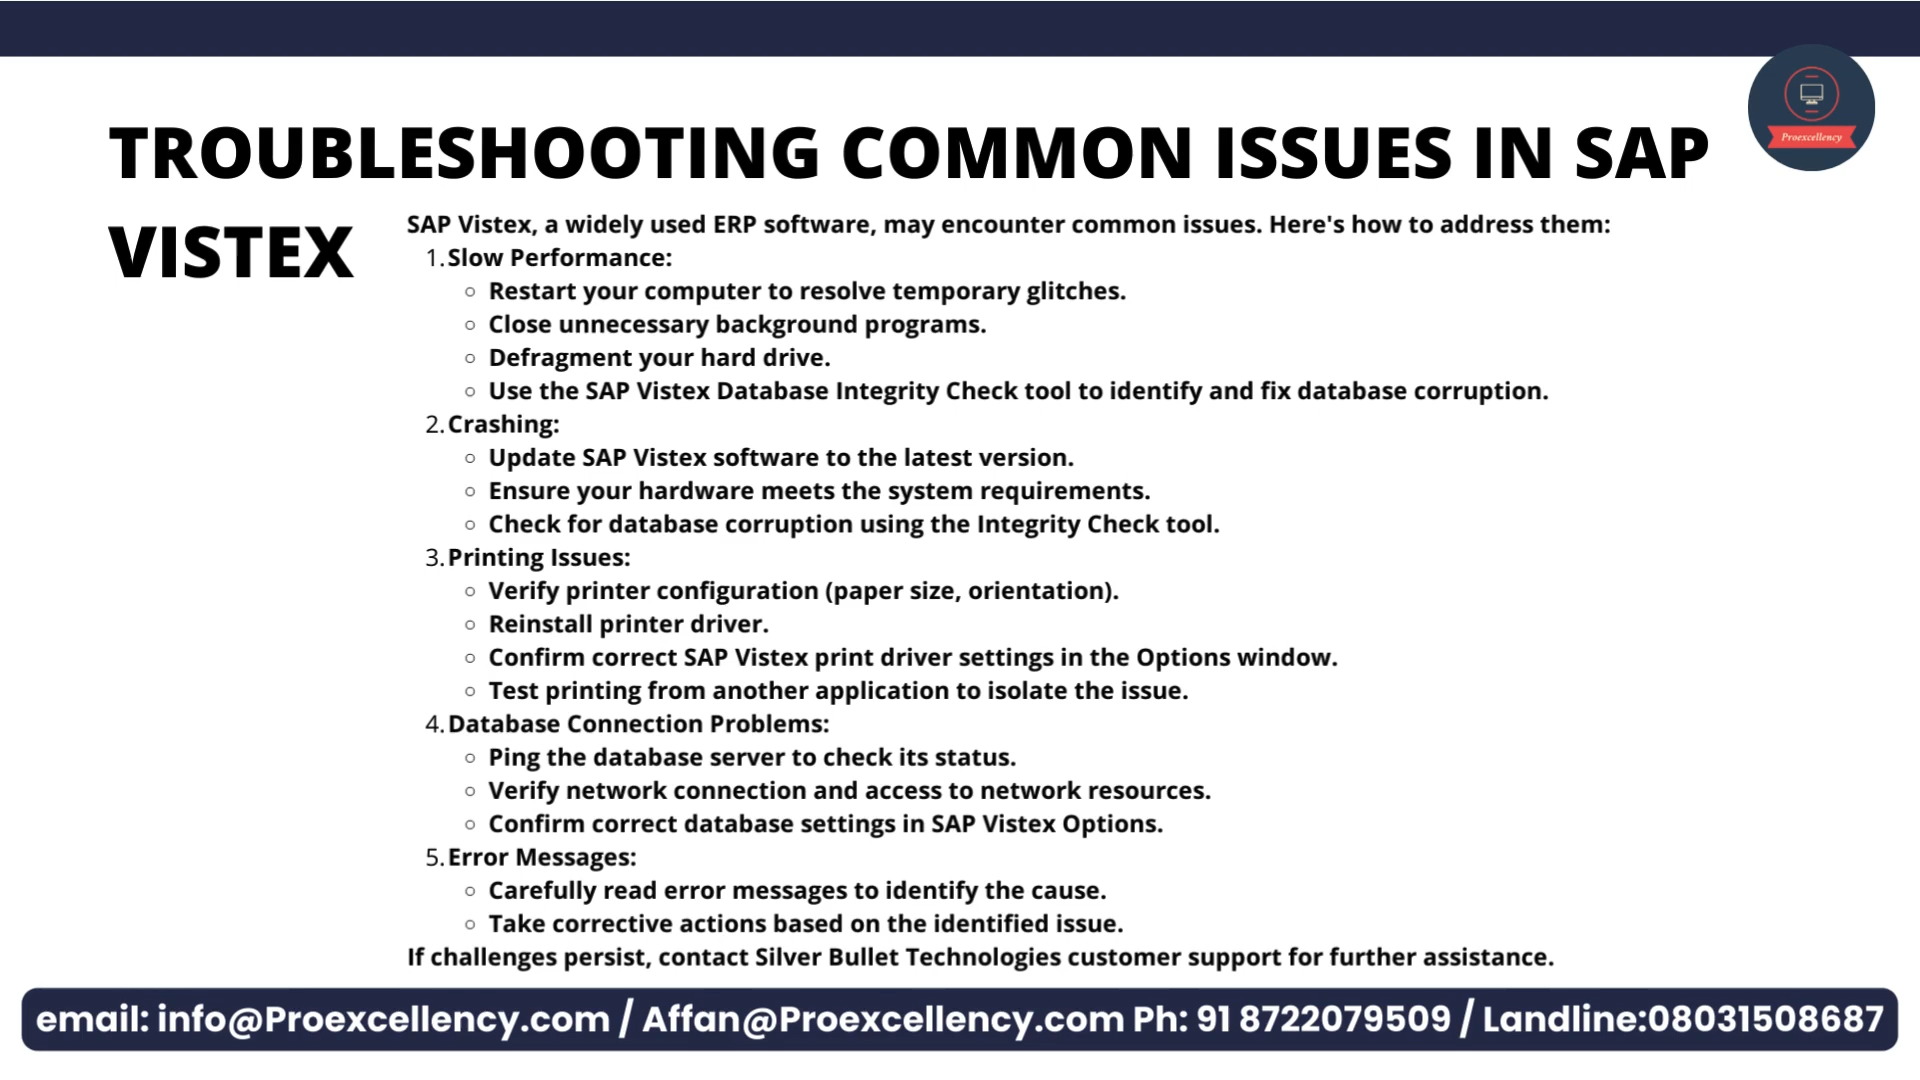 Proexcellency
TROUBLESHOOTING COMMON ISSUES IN SAP
VISTEX
SAP Vistex, a widely used ERP software, may encounter common issues. Here's how to address them:
1. Slow Performance:
○ Restart your computer to resolve temporary glitches.
○ Close unnecessary background programs.
○ Defragment your hard drive.
○ Use the SAP Vistex Database Integrity Check tool to identify and fix database corruption.
2. Crashing:
○ Update SAP Vistex software to the latest version.
○ Ensure your hardware meets the system requirements.
○ Check for database corruption using the Integrity Check tool.
3. Printing Issues:
○ Verify printer configuration (paper size, orientation).
○ Reinstall printer driver.
○ Confirm correct SAP Vistex print driver settings in the Options window.
○ Test printing from another application to isolate the issue.
4. Database Connection Problems:
○ Ping the database server to check its status.
○ Verify network connection and access to network resources.
○ Confirm correct database settings in SAP Vistex Options.
5. Error Messages:
○ Carefully read error messages to identify the cause.
○ Take corrective actions based on the identified issue.
If challenges persist, contact Silver Bullet Technologies customer support for further assistance.
email: info@Proexcellency.com / Affan@Proexcellency.com Ph: 91 8722079509 / Landline:08031508687